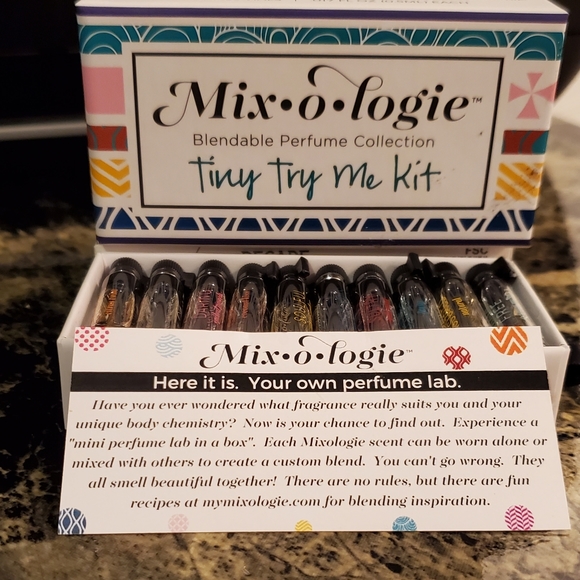 Mix•o•logie™
Blendable Perfume Collection
Tiny Try Me Kit
FSC
Mix•o•logie™
Here it is. Your own perfume lab.
Have you ever wondered what fragrance really suits you and your
unique body chemistry? Now is your chance to find out. Experience a
"mini perfume lab in a box". Each Mixologie scent can be worn alone or
mixed with others to create a custom blend. You can't go wrong. They
all smell beautiful together! There are no rules, but there are fun
recipes at mymixologie.com for blending inspiration.